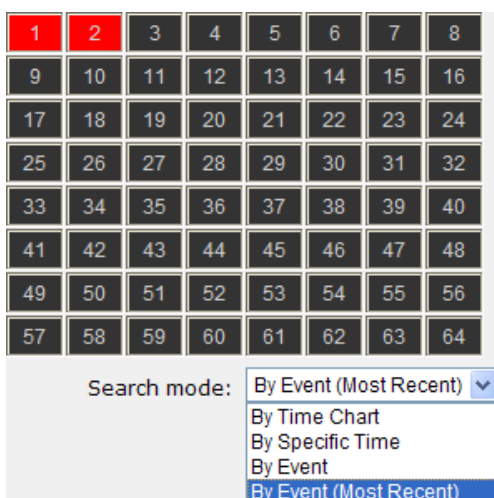 1 2 3 4 5 6 7 8
9 10 11 12 13 14 15 16
17 18 19 20 21 22 23 24
25 26 27 28 29 30 31 32
33 34 35 36 37 38 39 40
41 42 43 44 45 46 47 48
49 50 51 52 53 54 55 56
57 58 59 60 61 62 63 64
Search mode: By Event (Most Recent)
By Time Chart
By Specific Time
By Event
By Event (Most Recent)